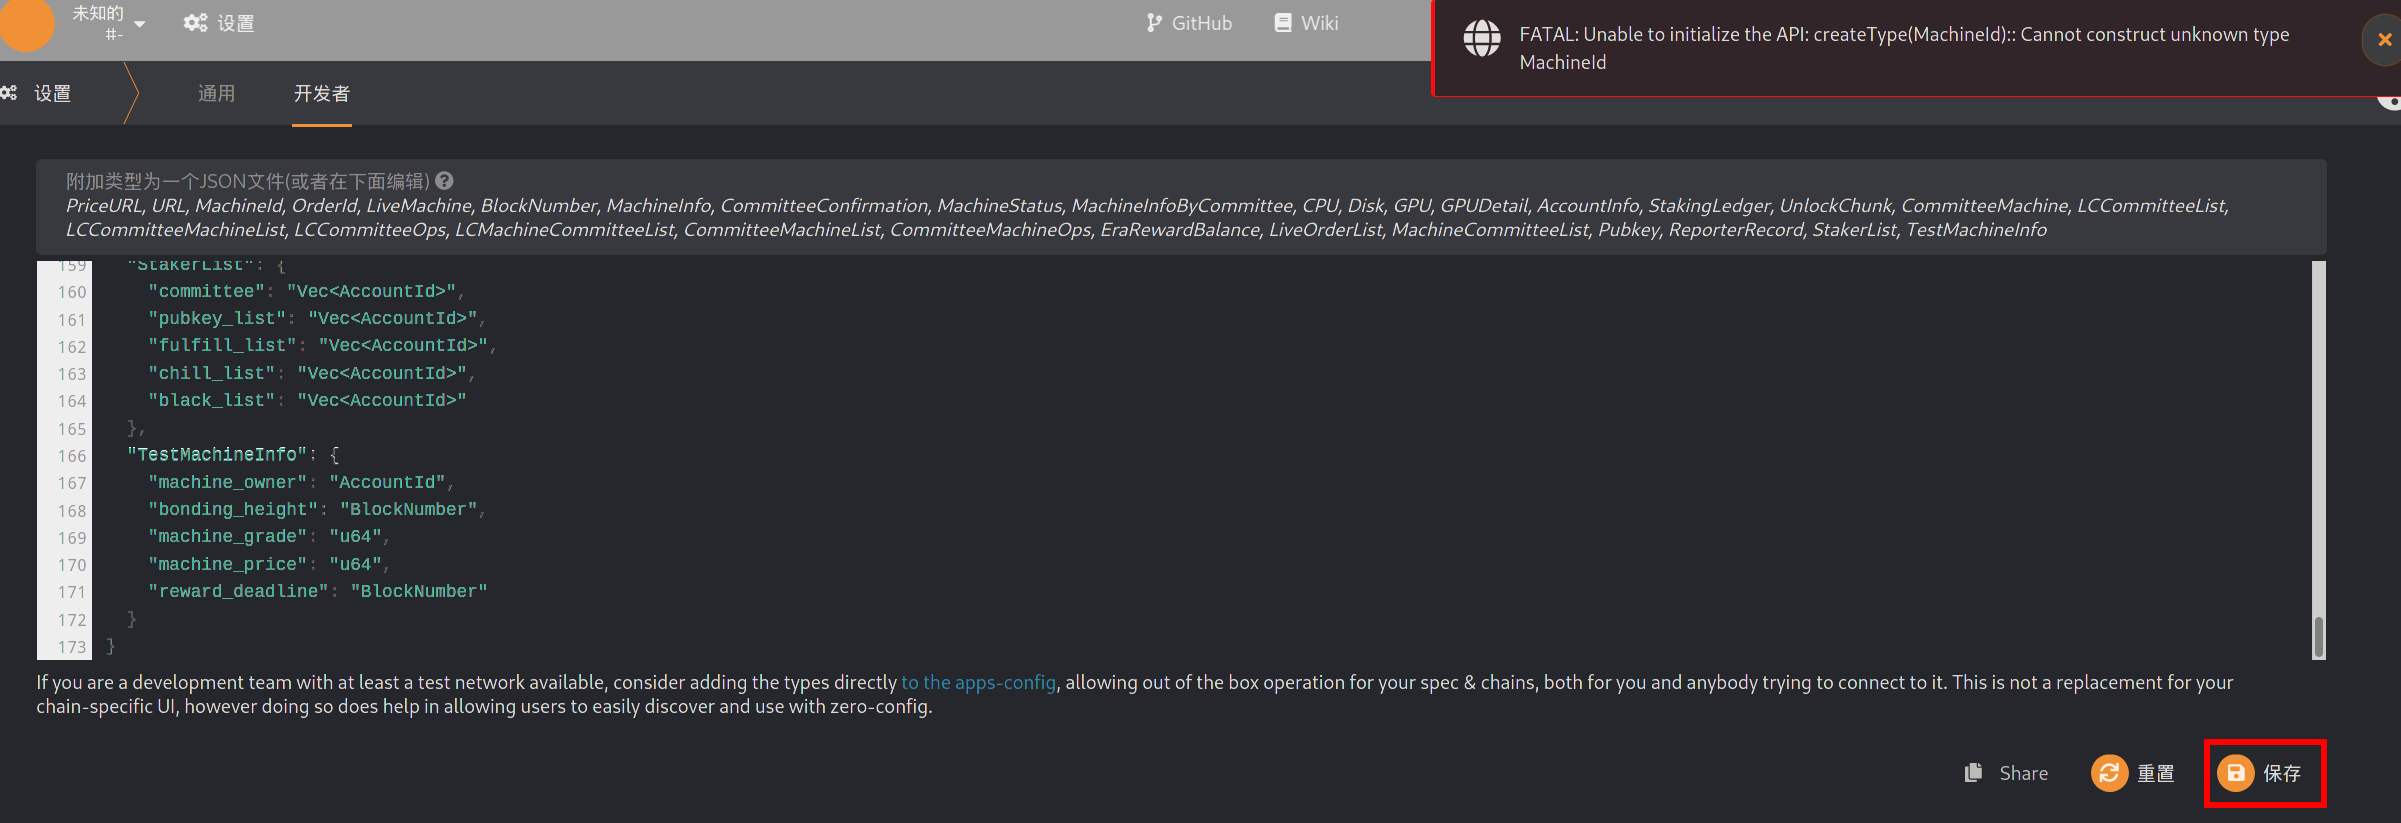 未知的
#-
设置
GitHub
Wiki
FATAL: Unable to initialize the API: createType(MachineId):: Cannot construct unknown type
MachineId
设置
通用
开发者
附加类型为一个JSON文件(或者在下面编辑)
PriceURL, URL, MachineId, OrderId, LiveMachine, BlockNumber, MachineInfo, CommitteeConfirmation, MachineStatus, MachineInfoByCommittee, CPU, Disk, GPU, GPUDetail, AccountInfo, StakingLedger, UnlockChunk, CommitteeMachine, LCCommitteeList,
LCCommitteeMachineList, LCCommitteeOps, LCMachineCommitteeList, CommitteeMachineList, CommitteeMachineOps, EraRewardBalance, LiveOrderList, MachineCommitteeList, Pubkey, ReporterRecord, StakerList, TestMachineInfo
159 "StakerList": {
160 "committee": "Vec<AccountId>",
161 "pubkey_list": "Vec<AccountId>",
162 "fulfill_list": "Vec<AccountId>",
163 "chill_list": "Vec<AccountId>",
164 "black_list": "Vec<AccountId>"
165 },
166 "TestMachineInfo": {
167 "machine_owner": "AccountId",
168 "bonding_height": "BlockNumber",
169 "machine_grade": "u64",
170 "machine_price": "u64",
171 "reward_deadline": "BlockNumber"
172 }
173 }
If you are a development team with at least a test network available, consider adding the types directly to the apps-config, allowing out of the box operation for your spec & chains, both for you and anybody trying to connect to it. This is not a replacement for your
chain-specific UI, however doing so does help in allowing users to easily discover and use with zero-config.
Share
重置
保存